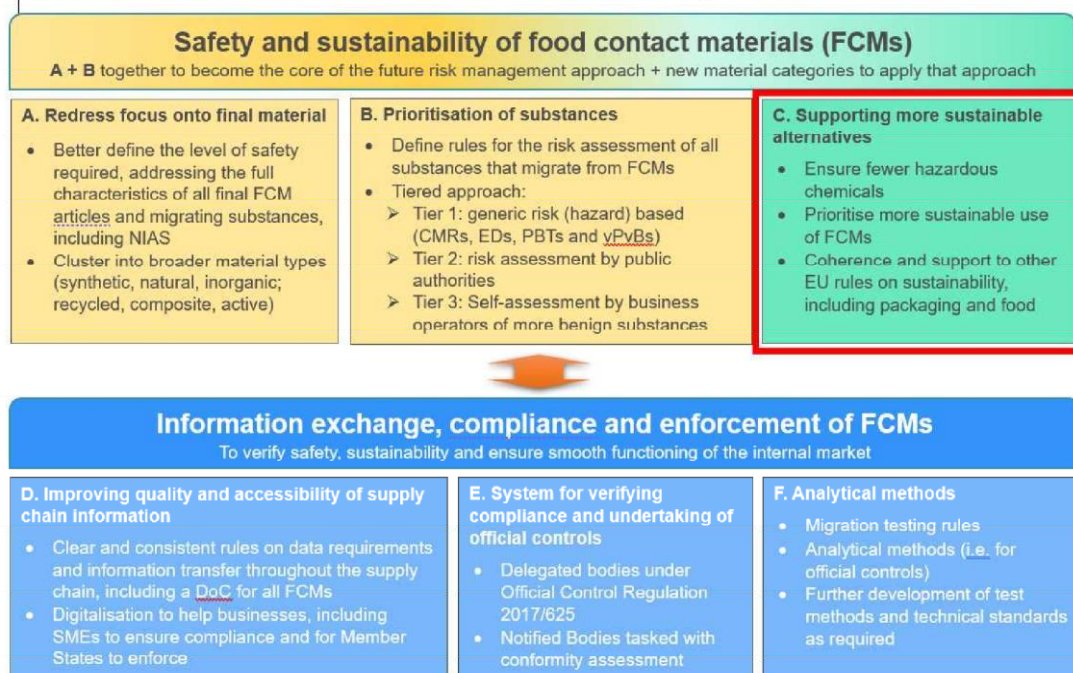 Safety and sustainability of food contact materials (FCMs)
A + B together to become the core of the future risk management approach + new material categories to apply that approach
A. Redress focus onto final material
• Better define the level of safety
required, addressing the full
characteristics of all final FCM
articles and migrating substances,
including NIAS
• Cluster into broader material types
(synthetic, natural, inorganic;
recycled, composite, active)
B. Prioritisation of substances
• Define rules for the risk assessment of all
substances that migrate from FCMs
• Tiered approach:
➢ Tier 1: generic risk (hazard) based
(CMRs, EDs, PBTs and vPvBs)
➢ Tier 2: risk assessment by public
authorities
➢ Tier 3: Self-assessment by business
operators of more benign substances
C. Supporting more sustainable
alternatives
• Ensure fewer hazardous
chemicals
• Prioritise more sustainable use
of FCMs
• Coherence and support to other
EU rules on sustainability,
including packaging and food
Information exchange, compliance and enforcement of FCMs
To verify safety, sustainability and ensure smooth functioning of the internal market
D. Improving quality and accessibility of supply
chain information
• Clear and consistent rules on data requirements
and information transfer throughout the supply
chain, including a DoC for all FCMs
• Digitalisation to help businesses, including
SMEs to ensure compliance and for Member
States to enforce
E. System for verifying
compliance and undertaking of
official controls
• Delegated bodies under
Official Control Regulation
2017/625
• Notified Bodies tasked with
conformity assessment
F. Analytical methods
• Migration testing rules
• Analytical methods (i.e. for
official controls)
• Further development of test
methods and technical standards
as required